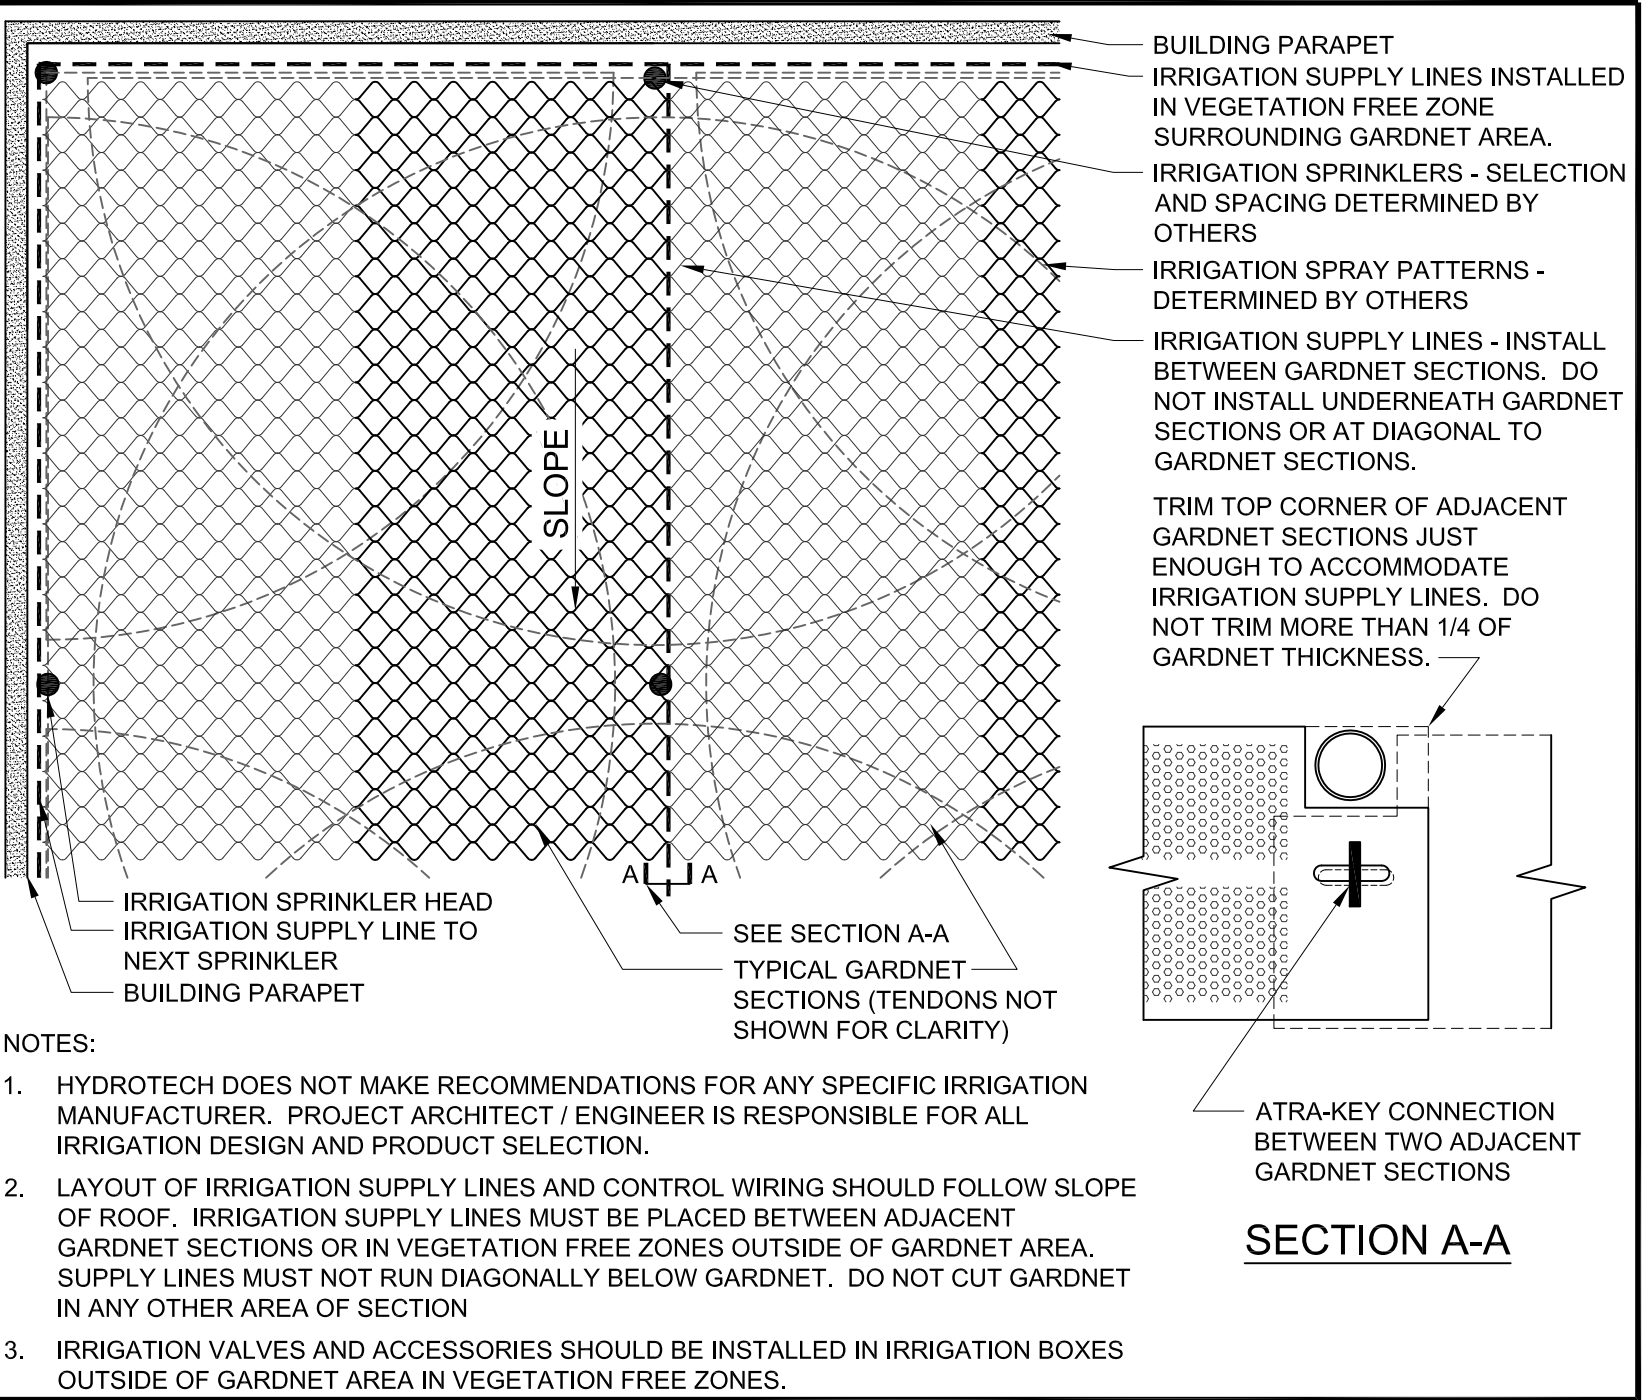 BUILDING PARAPET
IRRIGATION SUPPLY LINES INSTALLED
IN VEGETATION FREE ZONE
SURROUNDING GARDNET AREA.
IRRIGATION SPRINKLERS - SELECTION
AND SPACING DETERMINED BY
OTHERS
IRRIGATION SPRAY PATTERNS -
DETERMINED BY OTHERS
IRRIGATION SUPPLY LINES - INSTALL
BETWEEN GARDNET SECTIONS. DO
NOT INSTALL UNDERNEATH GARDNET
SECTIONS OR AT DIAGONAL TO
GARDNET SECTIONS.
TRIM TOP CORNER OF ADJACENT
GARDNET SECTIONS JUST
ENOUGH TO ACCOMMODATE
IRRIGATION SUPPLY LINES. DO
NOT TRIM MORE THAN 1/4 OF
GARDNET THICKNESS.
SLOPE
A A
IRRIGATION SPRINKLER HEAD
IRRIGATION SUPPLY LINE TO
NEXT SPRINKLER
BUILDING PARAPET
SEE SECTION A-A
TYPICAL GARDNET
SECTIONS (TENDONS NOT
SHOWN FOR CLARITY)
ATRA-KEY CONNECTION
BETWEEN TWO ADJACENT
GARDNET SECTIONS
SECTION A-A
NOTES:
1. HYDROTECH DOES NOT MAKE RECOMMENDATIONS FOR ANY SPECIFIC IRRIGATION
MANUFACTURER. PROJECT ARCHITECT / ENGINEER IS RESPONSIBLE FOR ALL
IRRIGATION DESIGN AND PRODUCT SELECTION.
2. LAYOUT OF IRRIGATION SUPPLY LINES AND CONTROL WIRING SHOULD FOLLOW SLOPE
OF ROOF. IRRIGATION SUPPLY LINES MUST BE PLACED BETWEEN ADJACENT
GARDNET SECTIONS OR IN VEGETATION FREE ZONES OUTSIDE OF GARDNET AREA.
SUPPLY LINES MUST NOT RUN DIAGONALLY BELOW GARDNET. DO NOT CUT GARDNET
IN ANY OTHER AREA OF SECTION
3. IRRIGATION VALVES AND ACCESSORIES SHOULD BE INSTALLED IN IRRIGATION BOXES
OUTSIDE OF GARDNET AREA IN VEGETATION FREE ZONES.